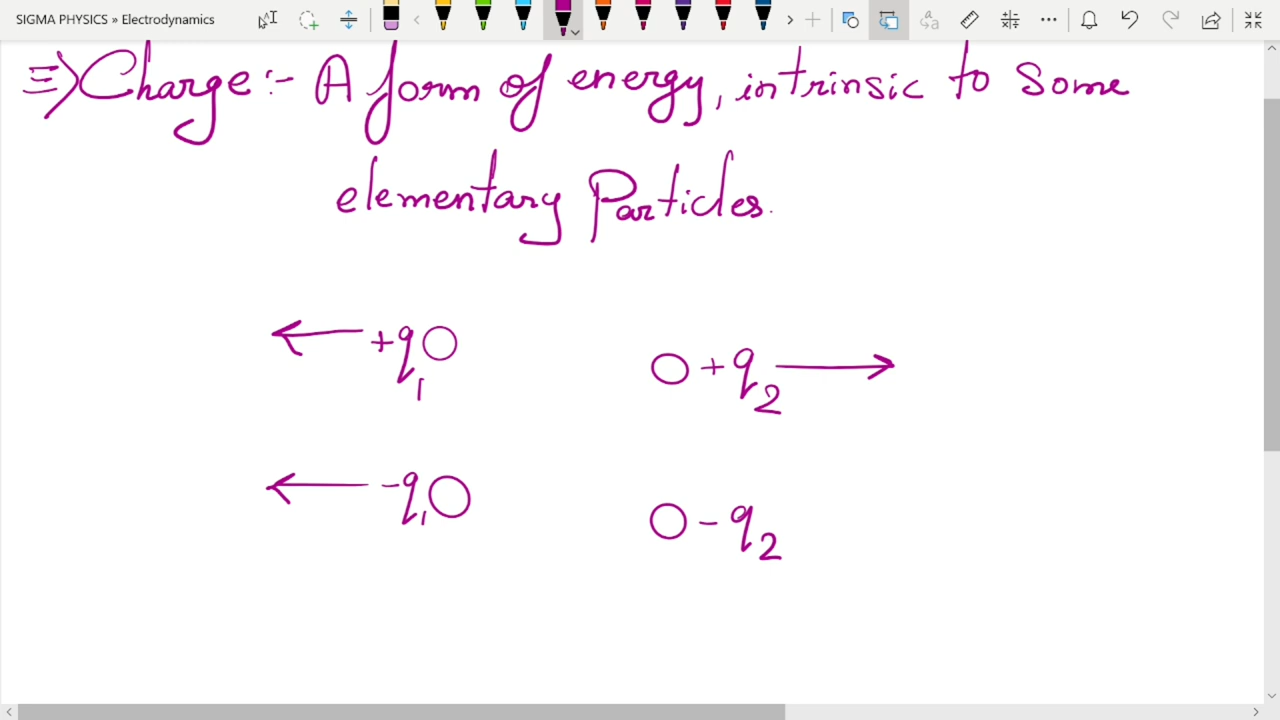 SIGMA PHYSICS » Electrodynamics
⇒) Charge:- A form of energy, intrinsic to some
elementary Particles.
+q1
+q2
-q1
-q2